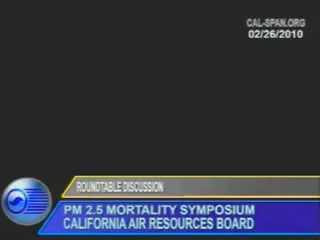 CAL-SPAN.ORG
02/26/2010
ROUNDTABLE DISCUSSION
PM 2.5 MORTALITY SYMPOSIUM
CALIFORNIA AIR RESOURCES BOARD